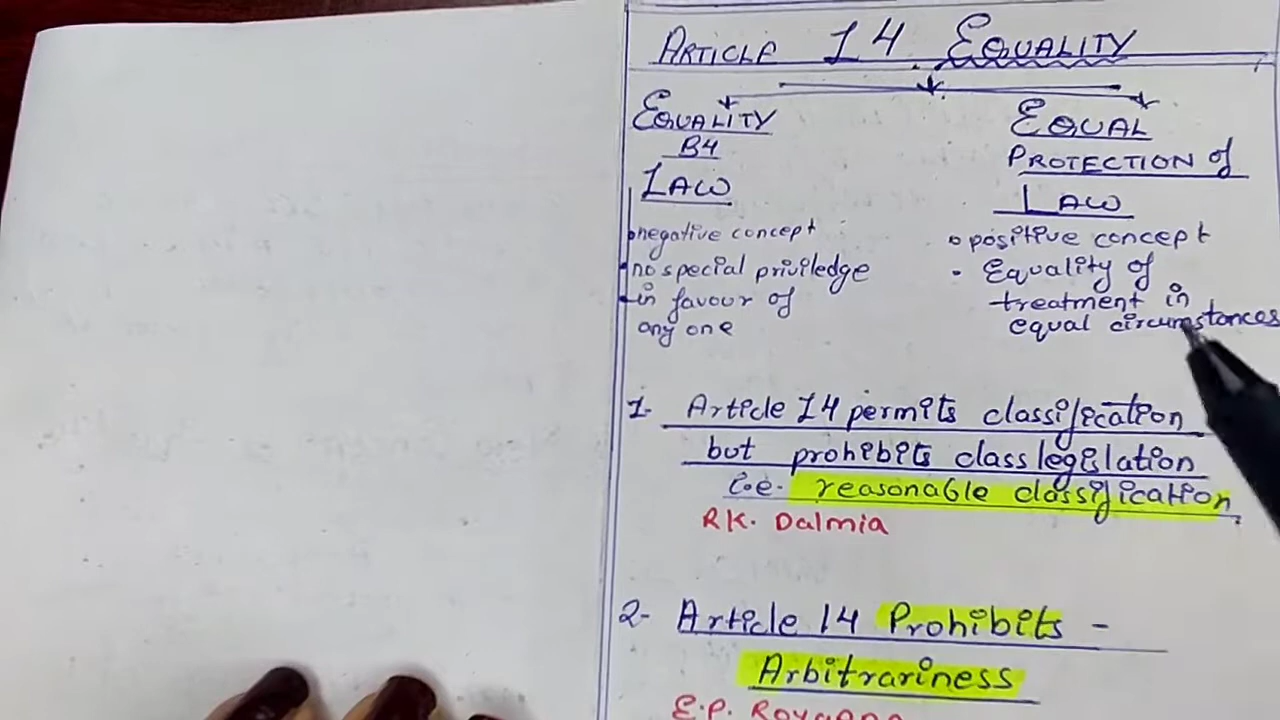 ARTICLE 14 EQUALITY
EQUALITY
B4
LAW
negative concept
no special priviledge
in favour of
any one
EQUAL
PROTECTION of
LAW
positive concept
Equality of
treatment in
equal circumstances
1- Article 14 permits classification
but prohibits class legislation
i.e. reasonable classification
RK. Dalmia
2- Article 14 Prohibits -
Arbitrariness
E.P. Royappa